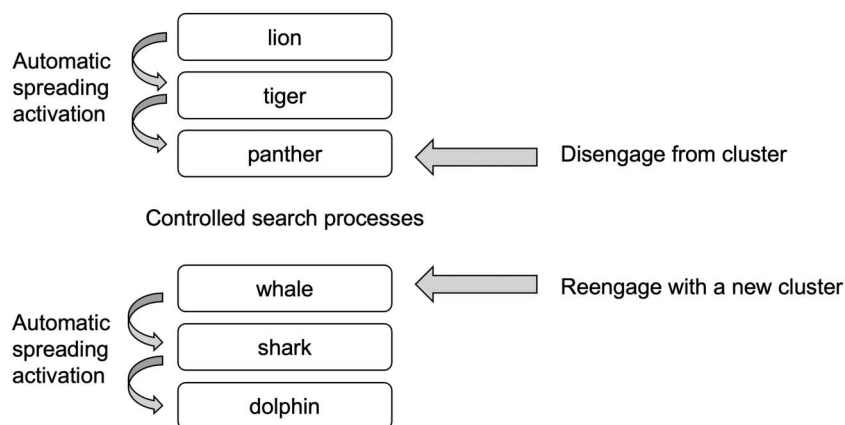 lion
Automatic
spreading
activation
tiger
panther
Disengage from cluster
Controlled search processes
whale
Reengage with a new cluster
Automatic
spreading
activation
shark
dolphin